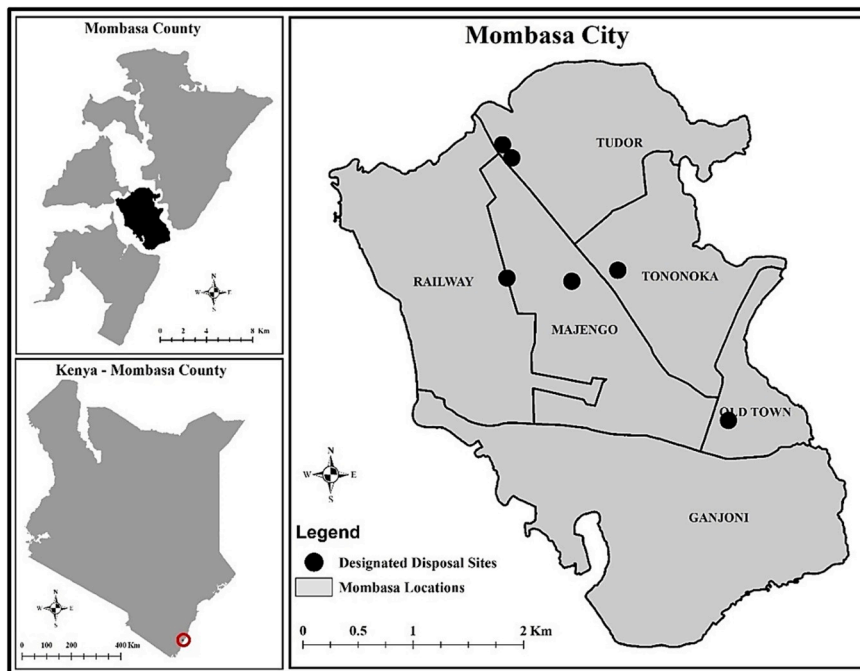 Mombasa County
N
W E
S
0 2 4 8 Km
Kenya - Mombasa County
N
W E
S
0 100 200 400 Km
Mombasa City
TUDOR
RAILWAY
TONONOKA
MAJENGO
OLD TOWN
GANJONI
N
W E
S
Legend
Designated Disposal Sites
Mombasa Locations
0 0.5 1 2 Km